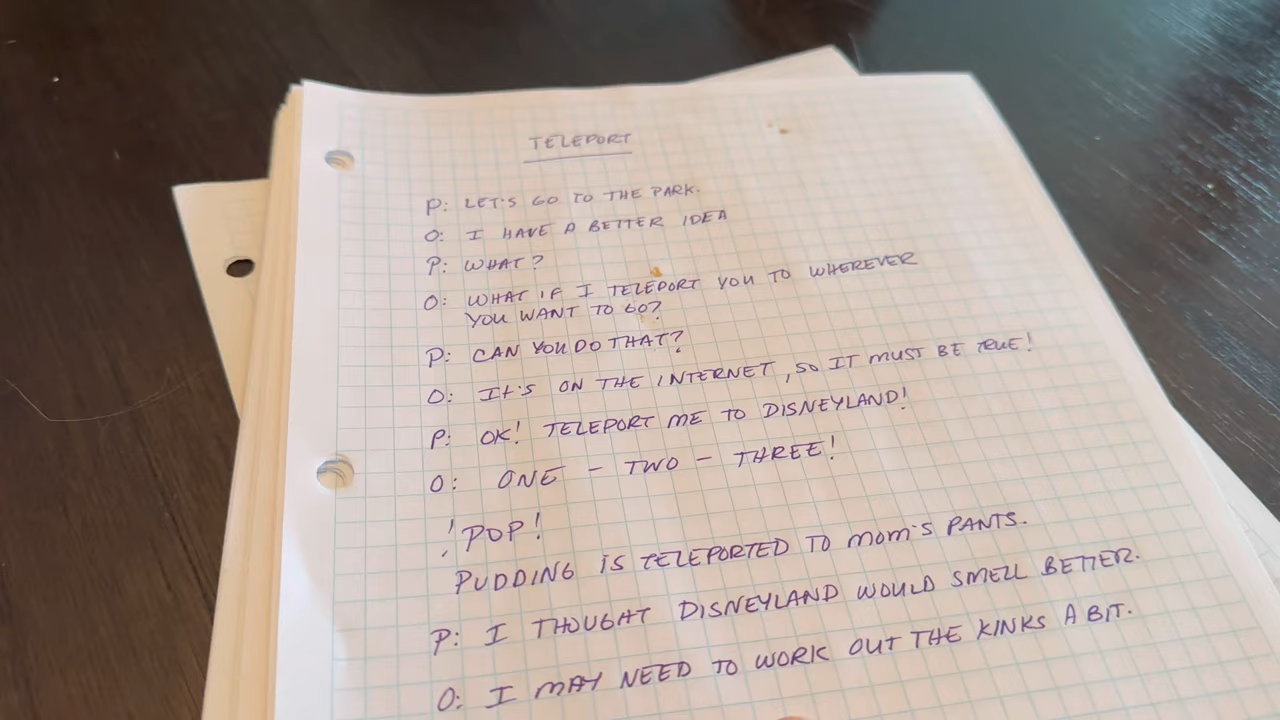 TELEPORT
P: LET'S GO TO THE PARK.
O: I HAVE A BETTER IDEA
P: WHAT?
O: WHAT IF I TELEPORT YOU TO WHEREVER
YOU WANT TO GO?
P: CAN YOU DO THAT?
O: IT'S ON THE INTERNET, SO IT MUST BE TRUE!
P: OK! TELEPORT ME TO DISNEYLAND!
O: ONE - TWO - THREE!
! POP!
PUDDING IS TELEPORTED TO MOM'S PANTS.
P: I THOUGHT DISNEYLAND WOULD SMELL BETTER.
O: I MAY NEED TO WORK OUT THE KINKS A BIT.